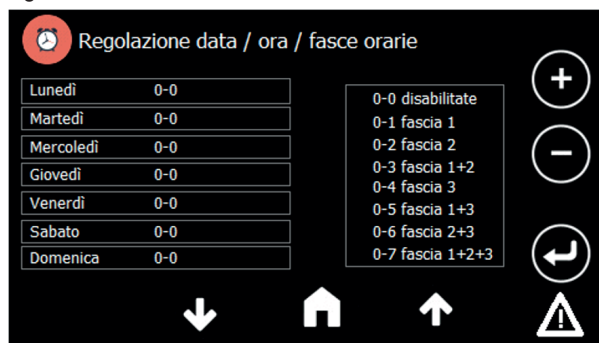 Regolazione data / ora / fasce orarie
Lunedì 0-0
Martedì 0-0
Mercoledì 0-0
Giovedì 0-0
Venerdì 0-0
Sabato 0-0
Domenica 0-0
0-0 disabilitate
0-1 fascia 1
0-2 fascia 2
0-3 fascia 1+2
0-4 fascia 3
0-5 fascia 1+3
0-6 fascia 2+3
0-7 fascia 1+2+3